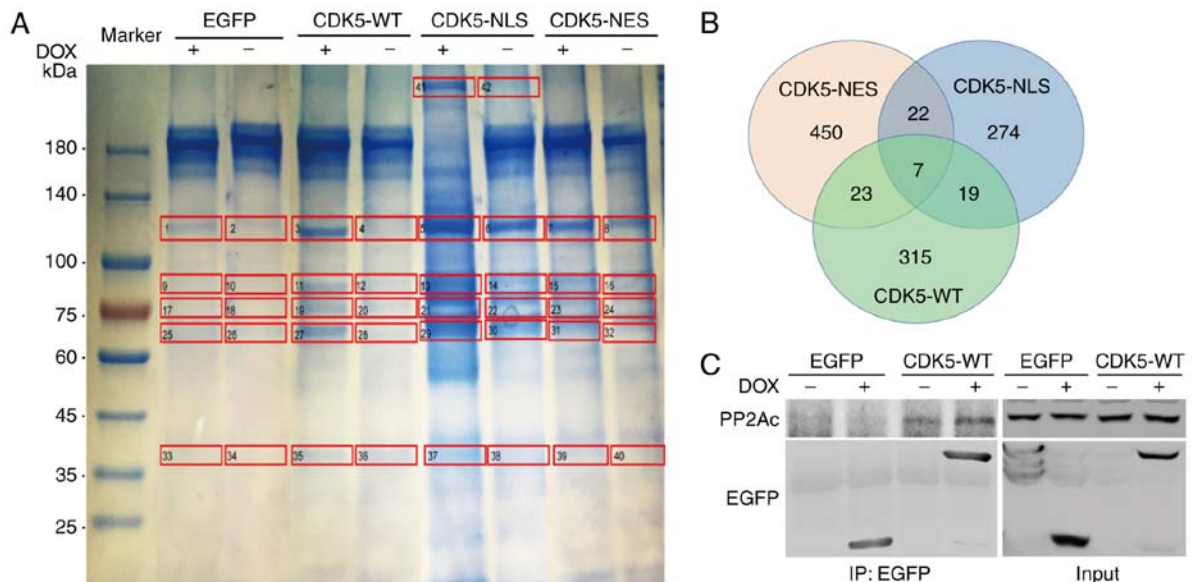 A
Marker
EGFP
CDK5-WT
CDK5-NLS
CDK5-NES
DOX
+ − + − + − + −
kDa
41 42
180
140
1 2 3 4 5 6 7 8
100
9 10 11 12 13 14 15 16
75
17 18 19 20 21 22 23 24
25 26 27 28 29 30 31 32
60
45
33 34 35 36 37 38 39 40
35
25
B
CDK5-NES
CDK5-NLS
22
450
274
7
23
19
315
CDK5-WT
C
EGFP CDK5-WT EGFP CDK5-WT
DOX − + − + − + − +
PP2Ac
EGFP
IP: EGFP
Input